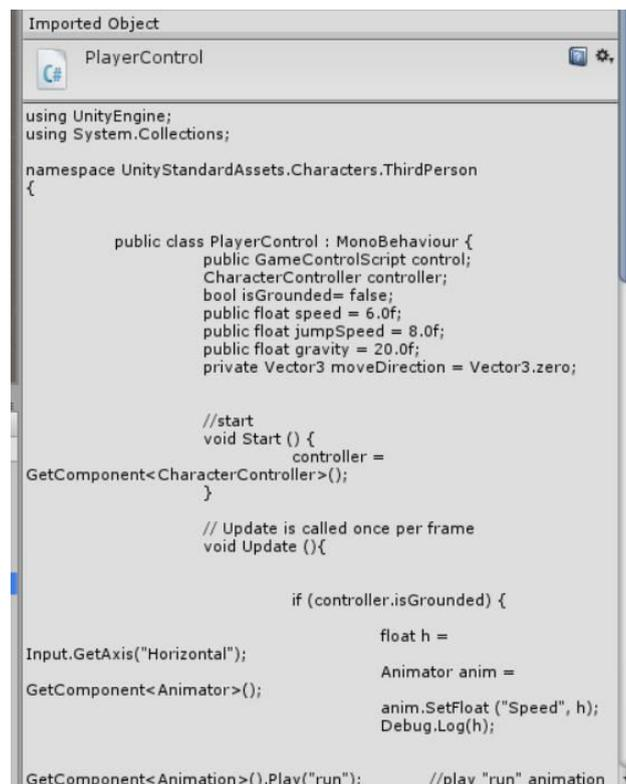 Imported Object
PlayerControl
C#
using UnityEngine;
using System.Collections;
namespace UnityStandardAssets.Characters.ThirdPerson
{
public class PlayerControl : MonoBehaviour {
public GameControlScript control;
CharacterController controller;
bool isGrounded= false;
public float speed = 6.0f;
public float jumpSpeed = 8.0f;
public float gravity = 20.0f;
private Vector3 moveDirection = Vector3.zero;
//start
void Start () {
controller =
GetComponent<CharacterController>();
}
// Update is called once per frame
void Update (){
if (controller.isGrounded) {
float h =
Input.GetAxis("Horizontal");
Animator anim =
GetComponent<Animator>();
anim.SetFloat ("Speed", h);
Debug.Log(h);
GetComponent<Animation>().Play("run"); //play "run" animation